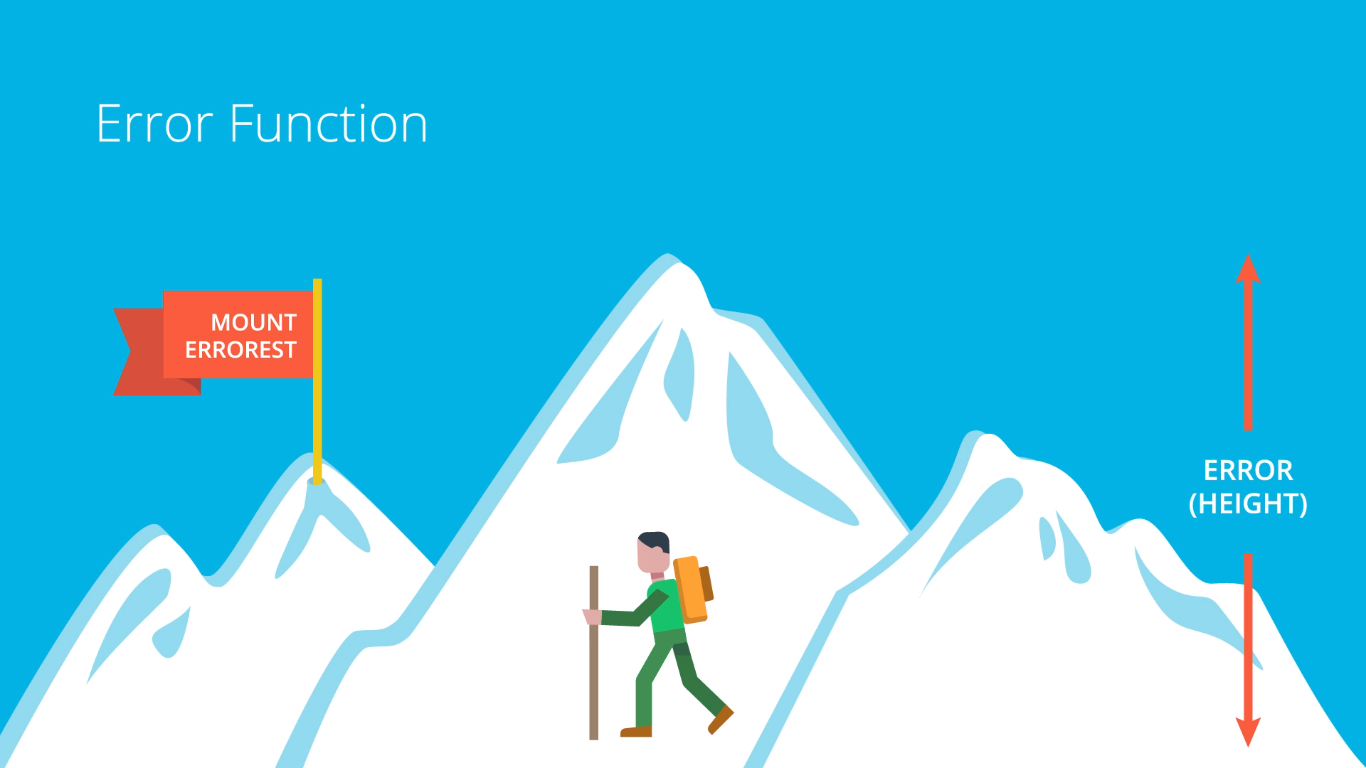 Error Function
MOUNT
ERROREST
ERROR
(HEIGHT)